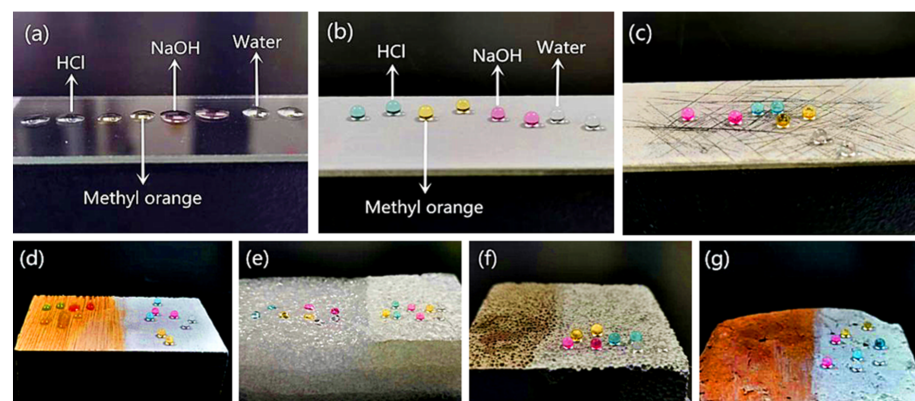 (a)
HCl
NaOH
Water
Methyl orange
(b)
HCl
NaOH
Water
Methyl orange
(c)
(d)
(e)
(f)
(g)